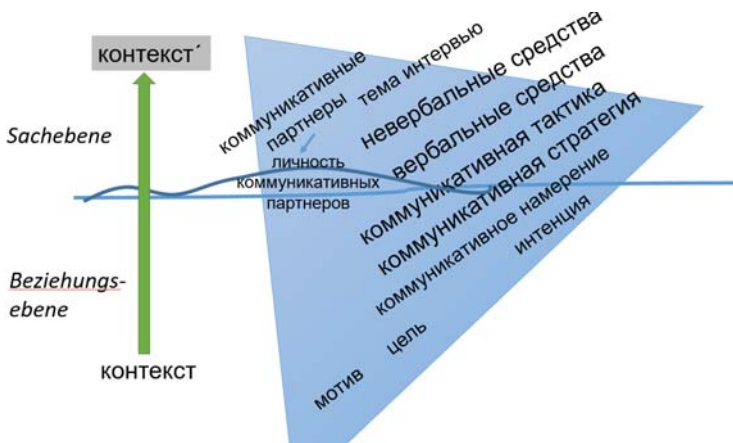 контекст´
Sachebene
Beziehungs-
ebene
контекст
коммуникативные
партнеры
тема интервью
личность
коммуникативных
партнеров
невербальные средства
вербальные средства
коммуникативная тактика
коммуникативная стратегия
коммуникативное намерение
интенция
цель
мотив